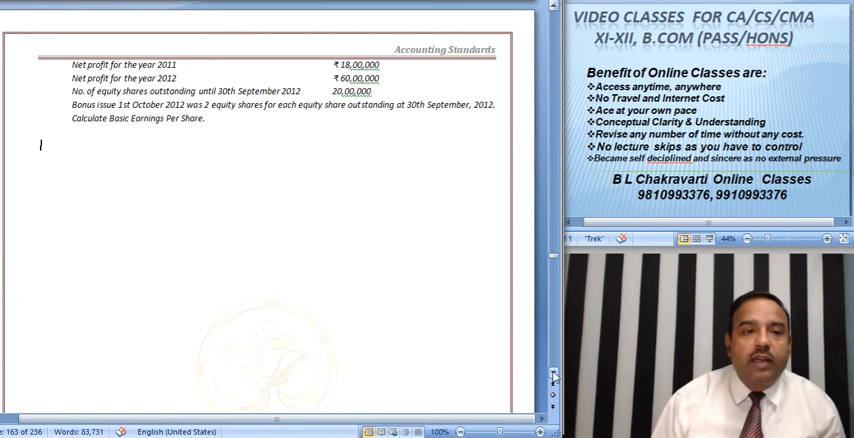 Accounting Standards
Net profit for the year 2011 ₹ 18,00,000
Net profit for the year 2012 ₹ 60,00,000
No. of equity shares outstanding until 30th September 2012 20,00,000
Bonus issue 1st October 2012 was 2 equity shares for each equity share outstanding at 30th September, 2012.
Calculate Basic Earnings Per Share.
163 of 236 Words: 83,731 English (United States) 100%
VIDEO CLASSES FOR CA/CS/CMA
XI-XII, B.COM (PASS/HONS)
Benefit of Online Classes are:
❖Access anytime, anywhere
❖No Travel and Internet Cost
❖Ace at your own pace
❖Conceptual Clarity & Understanding
❖Revise any number of time without any cost.
❖No lecture skips as you have to control
❖Became self deciplined and sincere as no external pressure
B L Chakravarti Online Classes
9810993376, 9910993376
f 1 "Trek" 44%